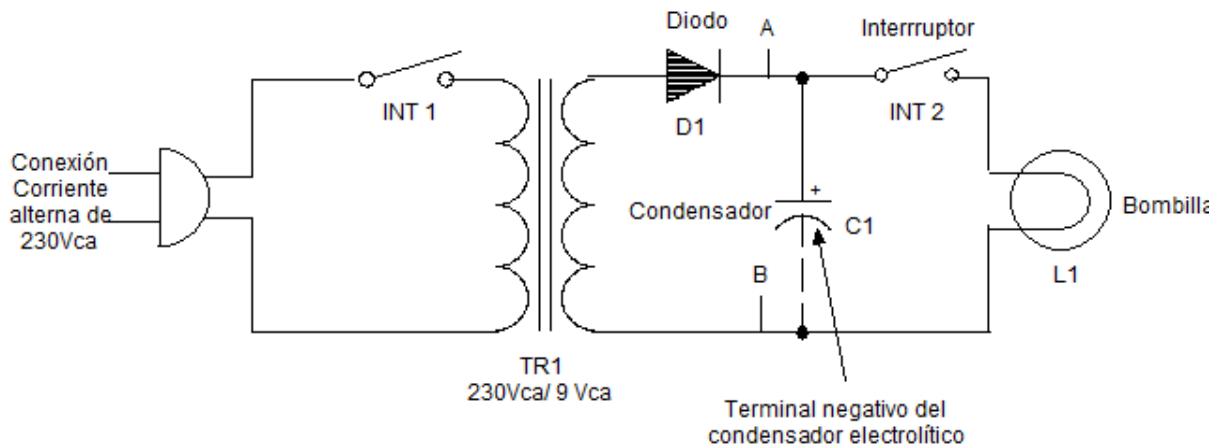 Diodo
A
Interrruptor
INT 1
D1
INT 2
Conexión
Corriente
alterna de
230Vca
Condensador
+
C1
Bombilla
B
L1
TR1
230Vca/ 9 Vca
Terminal negativo del
condensador electrolítico